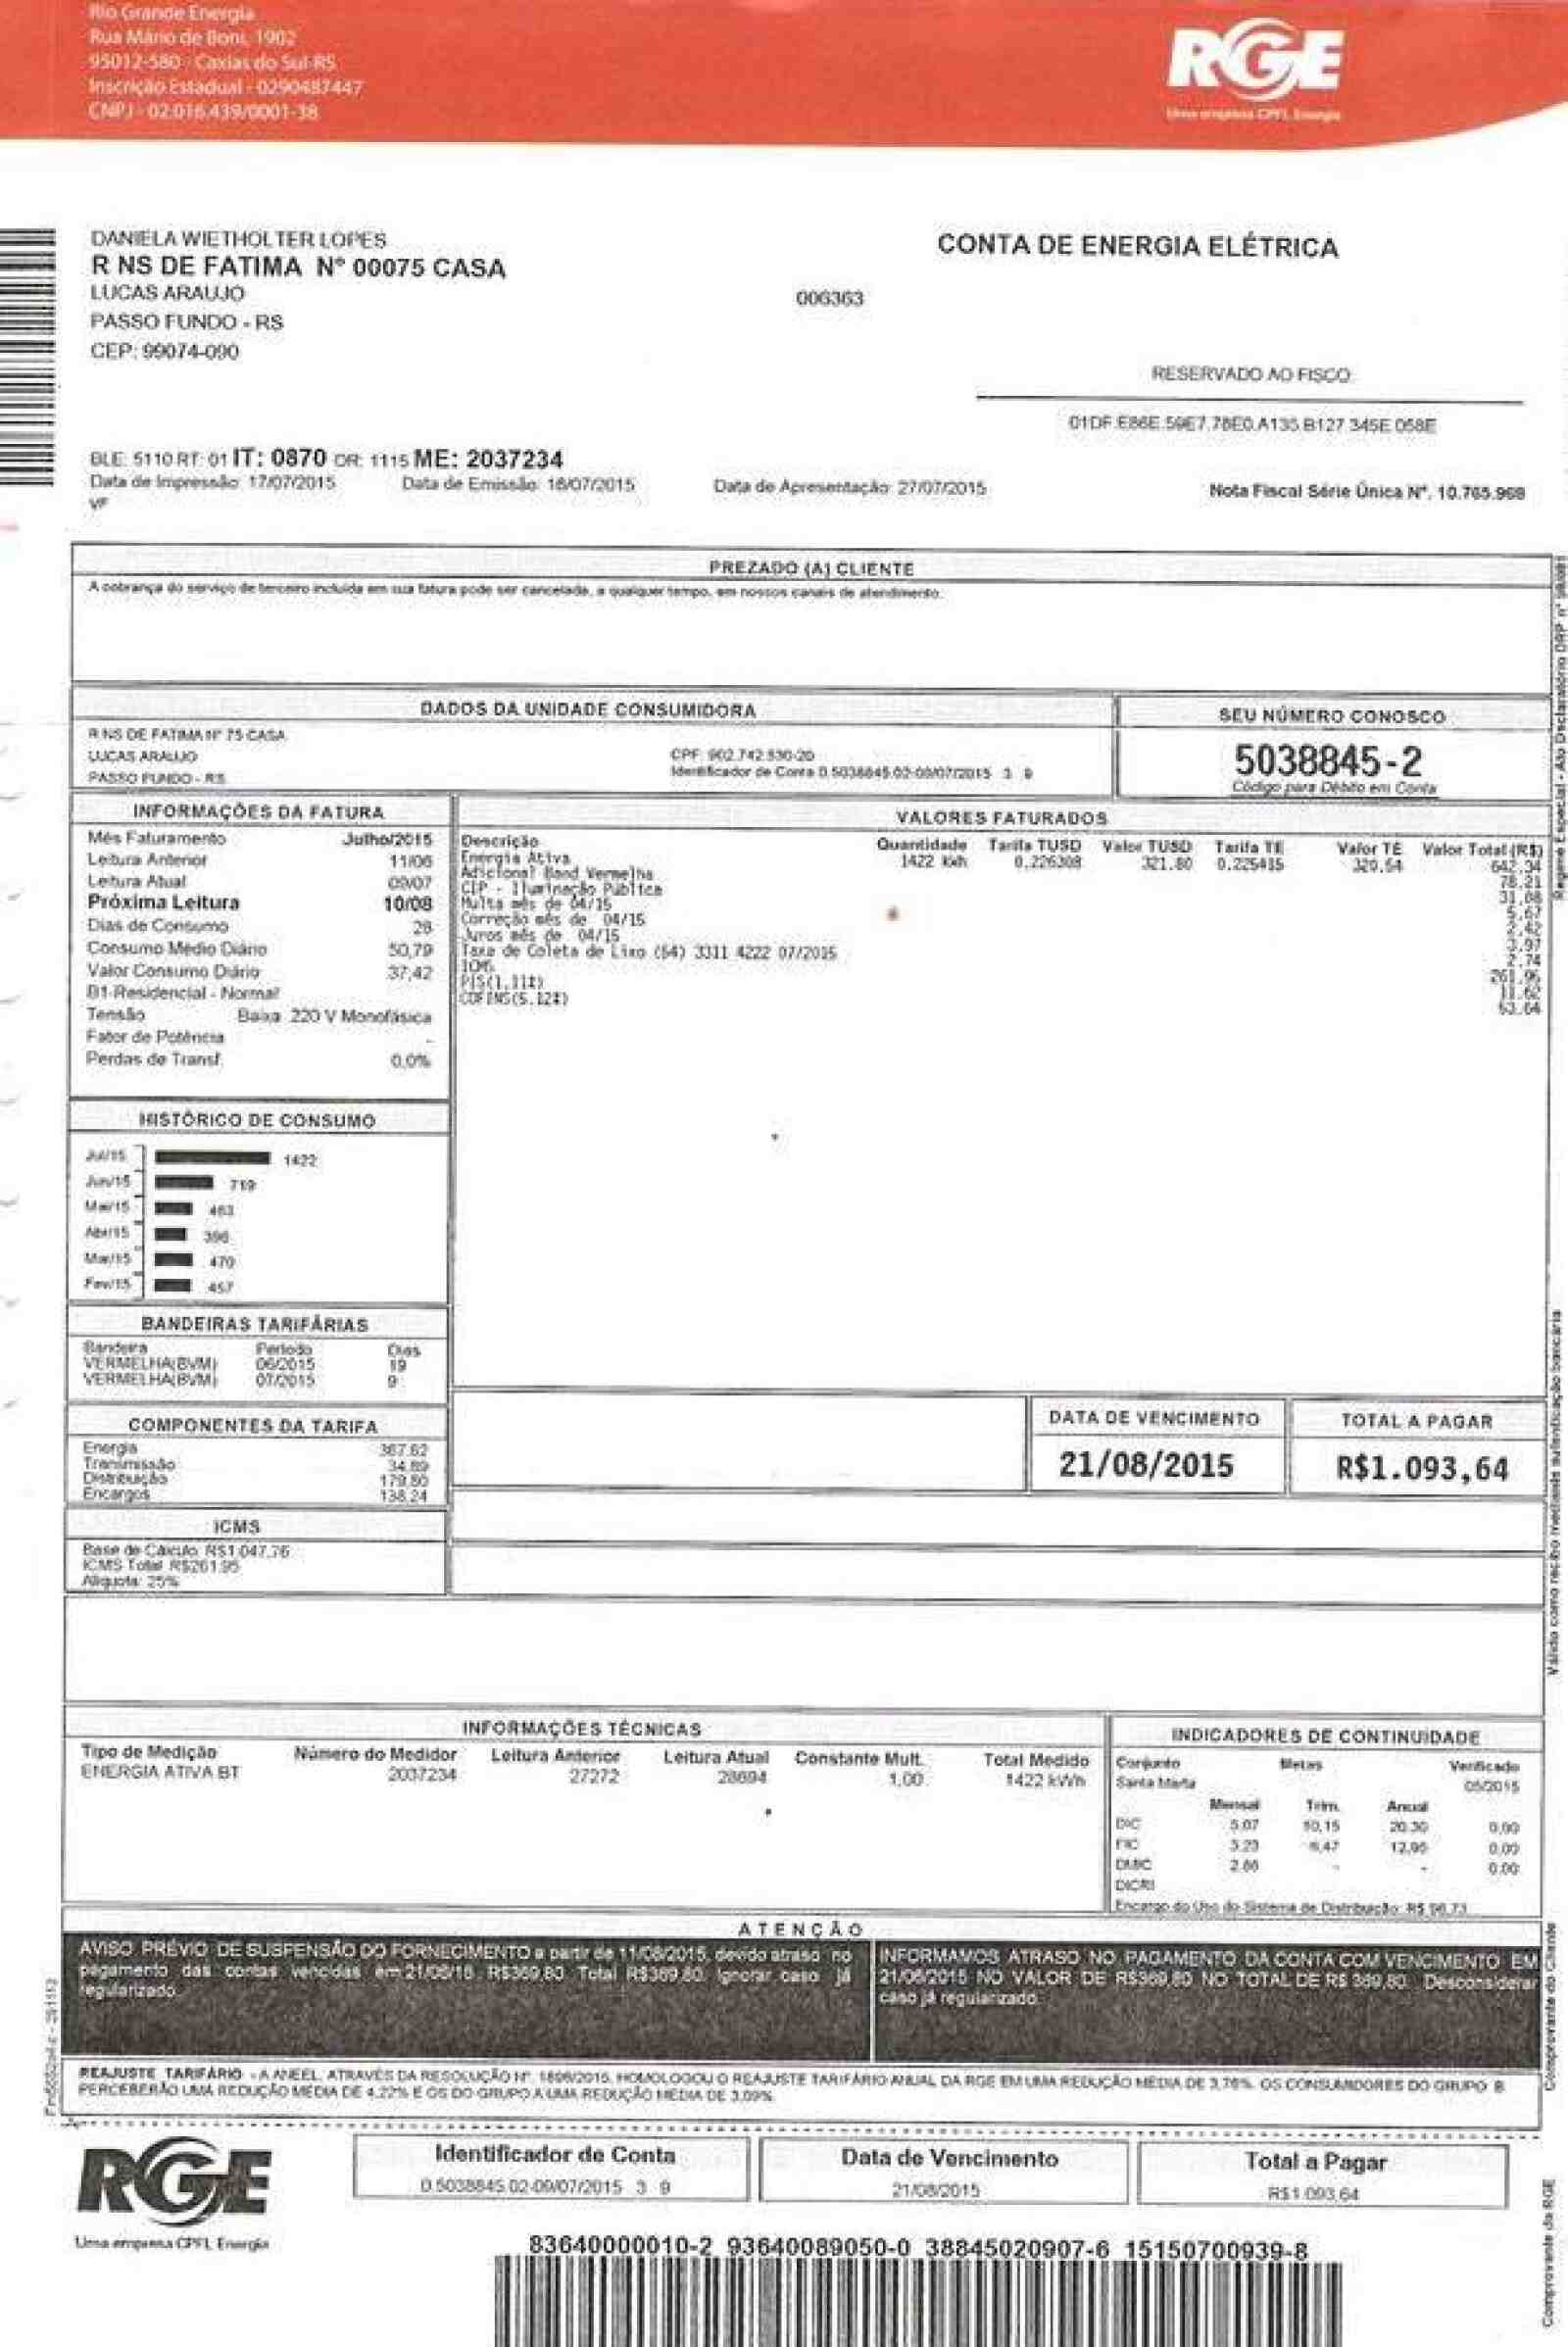 Rio Grande Energia
Rua Mário de Boni, 1902
95012-580 - Caxias do Sul-RS
Inscrição Estadual - 0290487447
CNPJ - 02.016.439/0001-38
RGE
Uma empresa CPFL Energia
DANIELA WIETHOLTER LOPES
R NS DE FATIMA Nº 00075 CASA
LUCAS ARAUJO
PASSO FUNDO - RS
CEP: 99074-090
006363
CONTA DE ENERGIA ELÉTRICA
RESERVADO AO FISCO
01DF.E86E.59E7.78E0.A135.B127.345E.058E
BLE: 5110 RT: 01 IT: 0870 OR: 1115 ME: 2037234
Data de Impressão: 17/07/2015 Data de Emissão: 16/07/2015 Data de Apresentação: 27/07/2015 Nota Fiscal Série Única Nº. 10.765.968
VF
PREZADO (A) CLIENTE
A cobrança do serviço de terceiro incluída em sua fatura pode ser cancelada, a qualquer tempo, em nossos canais de atendimento.
DADOS DA UNIDADE CONSUMIDORA
R NS DE FATIMA Nº 75 CASA
LUCAS ARAUJO
PASSO FUNDO - RS
CPF: 902.742.530-20
Identificador de Conta 0.5038845.02-09/07/2015 3 9
SEU NÚMERO CONOSCO
5038845-2
Código para Débito em Conta
INFORMAÇÕES DA FATURA
Mês Faturamento Julho/2015
Leitura Anterior 11/06
Leitura Atual 09/07
Próxima Leitura 10/08
Dias de Consumo 28
Consumo Médio Diário 50,79
Valor Consumo Diário 37,42
B1-Residencial - Normal
Tensão Baixa 220 V Monofásica
Fator de Potência -
Perdas de Transf. 0,0%
VALORES FATURADOS
Descrição Quantidade Tarifa TUSD Valor TUSD Tarifa TE Valor TE Valor Total (R$)
Energia Ativa 1422 kWh 0,226308 321,80 0,225415 320,54 642,34
Adicional Band Vermelha 78,21
CIP - Iluminação Pública 31,08
Multa mês de 04/15 5,67
Correção mês de 04/15 2,42
Juros mês de 04/15 3,97
Taxa de Coleta de Lixo (54) 3311 4222 07/2015 2,74
ICMS 261,95
PIS(1,11%) 11,62
COFINS(5,12%) 53,64
HISTÓRICO DE CONSUMO
Jul/15 1422
Jun/15 719
Mai/15 463
Abr/15 396
Mar/15 470
Fev/15 457
BANDEIRAS TARIFÁRIAS
Bandeira Período Dias
VERMELHA(BVM) 06/2015 19
VERMELHA(BVM) 07/2015 9
COMPONENTES DA TARIFA
Energia 367,62
Transmissão 34,89
Distribuição 179,80
Encargos 138,24
DATA DE VENCIMENTO
21/08/2015
TOTAL A PAGAR
R$1.093,64
ICMS
Base de Cálculo R$1.047,76
ICMS Total R$261,95
Alíquota: 25%
INFORMAÇÕES TÉCNICAS
Tipo de Medição Número do Medidor Leitura Anterior Leitura Atual Constante Mult. Total Medido
ENERGIA ATIVA BT 2037234 27272 28694 1,00 1422 kWh
INDICADORES DE CONTINUIDADE
Conjunto Metas Verificado
Santa Marta 05/2015
Mensal Trim. Anual
DIC 5,07 10,15 20,30 0,00
FIC 3,23 6,47 12,95 0,00
DMIC 2,86 - - 0,00
DICRI
Encargo do Uso do Sistema de Distribuição: R$ 96,73
ATENÇÃO
AVISO PRÉVIO DE SUSPENSÃO DO FORNECIMENTO a partir de 11/08/2015, devido atraso no
pagamento das contas vencidas em:21/06/15 R$369,80 Total R$369,80. Ignorar caso já
regularizado.
INFORMAMOS ATRASO NO PAGAMENTO DA CONTA COM VENCIMENTO EM
21/06/2015 NO VALOR DE R$369,80 NO TOTAL DE R$ 369,80. Desconsiderar
caso já regularizado.
REAJUSTE TARIFÁRIO - A ANEEL, ATRAVÉS DA RESOLUÇÃO Nº. 1896/2015, HOMOLOGOU O REAJUSTE TARIFÁRIO ANUAL DA RGE EM UMA REDUÇÃO MÉDIA DE 3,76%. OS CONSUMIDORES DO GRUPO B
PERCEBERÃO UMA REDUÇÃO MÉDIA DE 4,22% E OS DO GRUPO A UMA REDUÇÃO MÉDIA DE 3,09%.
Válido como recibo mediante autenticação bancária
Comprovante do Cliente
RGE
Uma empresa CPFL Energia
Identificador de Conta
0.5038845.02-09/07/2015 3 9
Data de Vencimento
21/08/2015
Total a Pagar
R$1.093,64
83640000010-2 93640089050-0 38845020907-6 15150700939-8
Comprovante da RGE